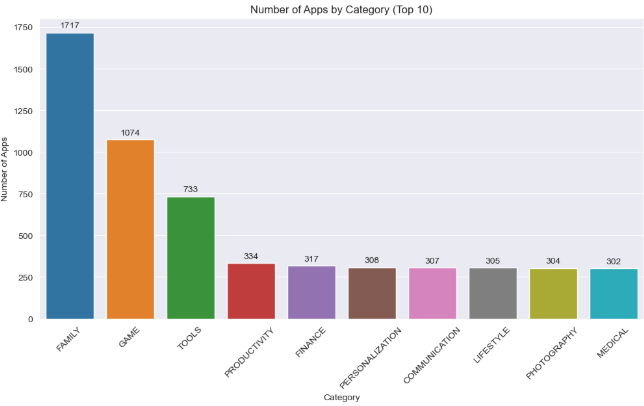 Number of Apps by Category (Top 10)
1750
1500
1250
1000
750
500
250
0
Number of Apps
1717
1074
733
334
317
308
307
305
304
302
FAMILY
GAME
TOOLS
PRODUCTIVITY
FINANCE
PERSONALIZATION
COMMUNICATION
LIFESTYLE
PHOTOGRAPHY
MEDICAL
Category